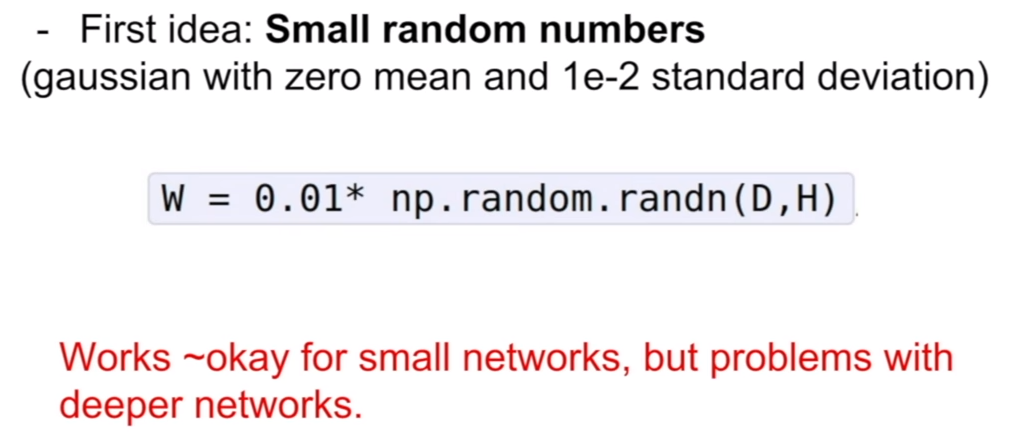 - First idea: Small random numbers
(gaussian with zero mean and 1e-2 standard deviation)
W = 0.01* np.random.randn(D,H)
Works ~okay for small networks, but problems with
deeper networks.